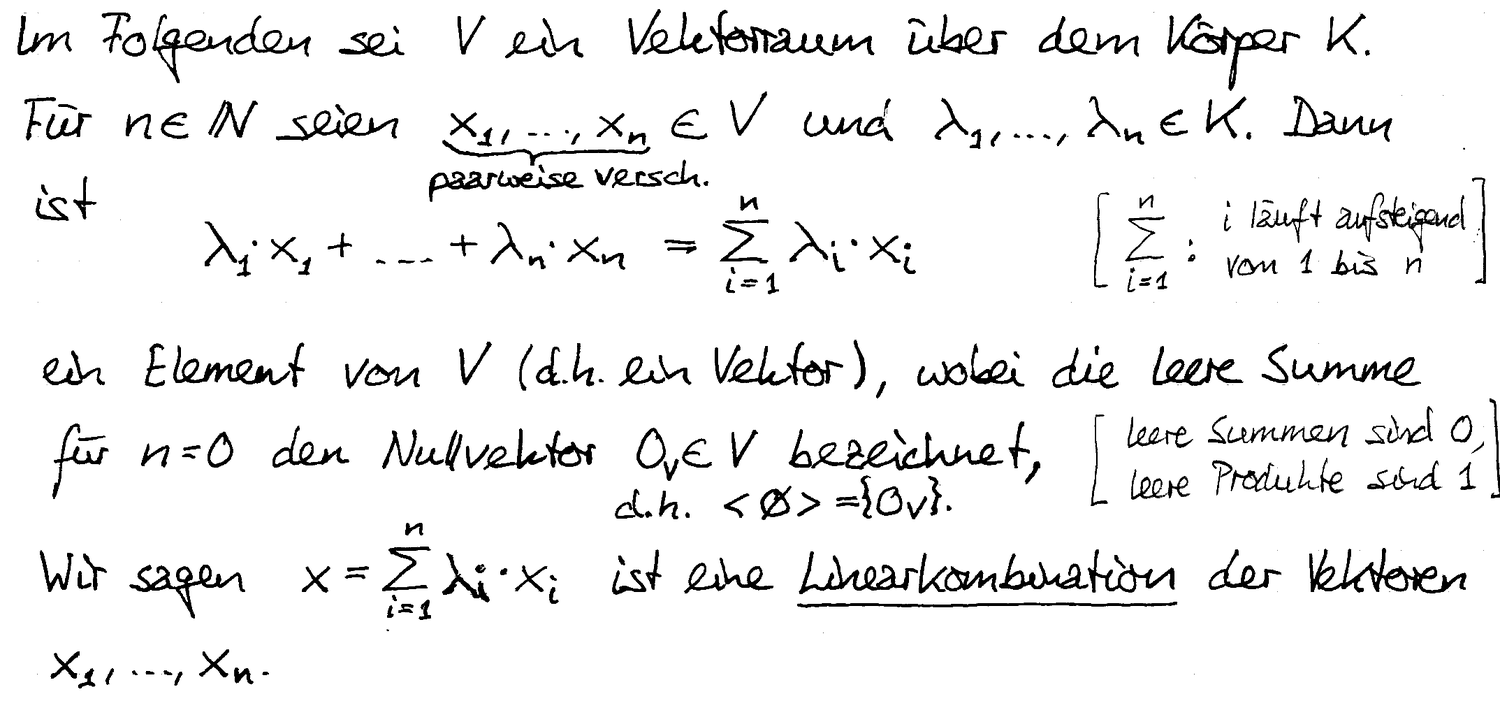 Im Folgenden sei V ein Vektorraum über dem Körper K.
Für n ∈ ℕ seien x₁, ..., xₙ ∈ V und λ₁, ..., λₙ ∈ K. Dann
paarweise versch.
ist
λ₁·x₁ + ... + λₙ·xₙ = ∑ᵢ₌₁ⁿ λᵢ·xᵢ [ ∑ᵢ₌₁ⁿ : i läuft aufsteigend
von 1 bis n ]
ein Element von V (d.h. ein Vektor), wobei die leere Summe
für n=0 den Nullvektor 0ᵥ ∈ V bezeichnet, [ leere Summen sind 0,
leere Produkte sind 1 ]
d.h. <∅> = {0ᵥ}.
Wir sagen x = ∑ᵢ₌₁ⁿ λᵢ·xᵢ ist eine Linearkombination der Vektoren
x₁, ..., xₙ.